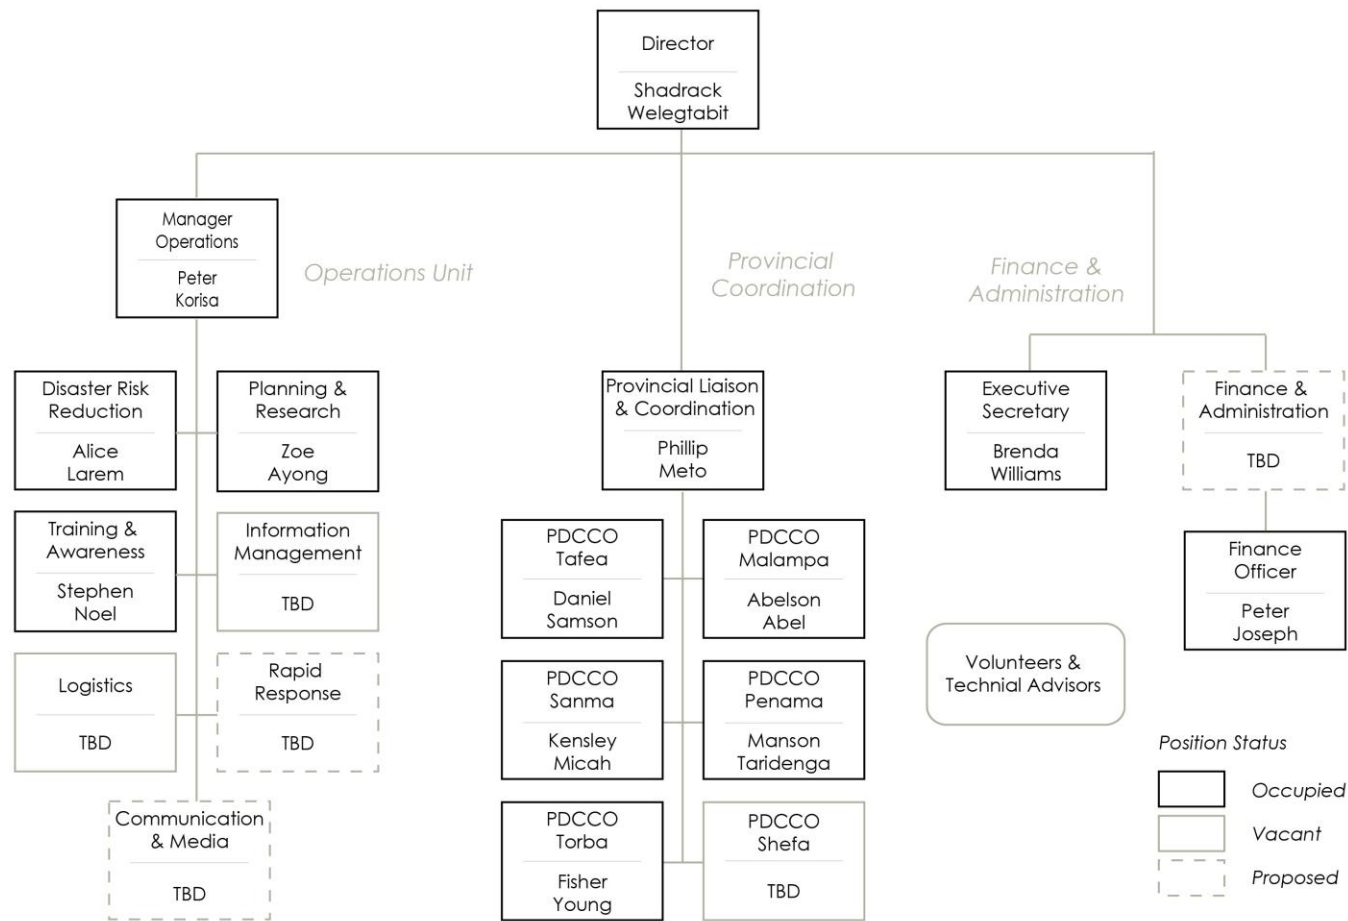 Director
Shadrack
Welegtabit
Manager
Operations
Peter
Korisa
Operations Unit
Provincial
Coordination
Finance &
Administration
Disaster Risk
Reduction
Alice
Larem
Planning &
Research
Zoe
Ayong
Training &
Awareness
Stephen
Noel
Information
Management
TBD
Logistics
TBD
Rapid
Response
TBD
Communication
& Media
TBD
Provincial Liaison
& Coordination
Phillip
Meto
PDCCO
Tafea
Daniel
Samson
PDCCO
Malampa
Abelson
Abel
PDCCO
Sanma
Kensley
Micah
PDCCO
Penama
Manson
Taridenga
PDCCO
Torba
Fisher
Young
PDCCO
Shefa
TBD
Executive
Secretary
Brenda
Williams
Finance &
Administration
TBD
Finance
Officer
Peter
Joseph
Volunteers &
Technial Advisors
Position Status
Occupied
Vacant
Proposed